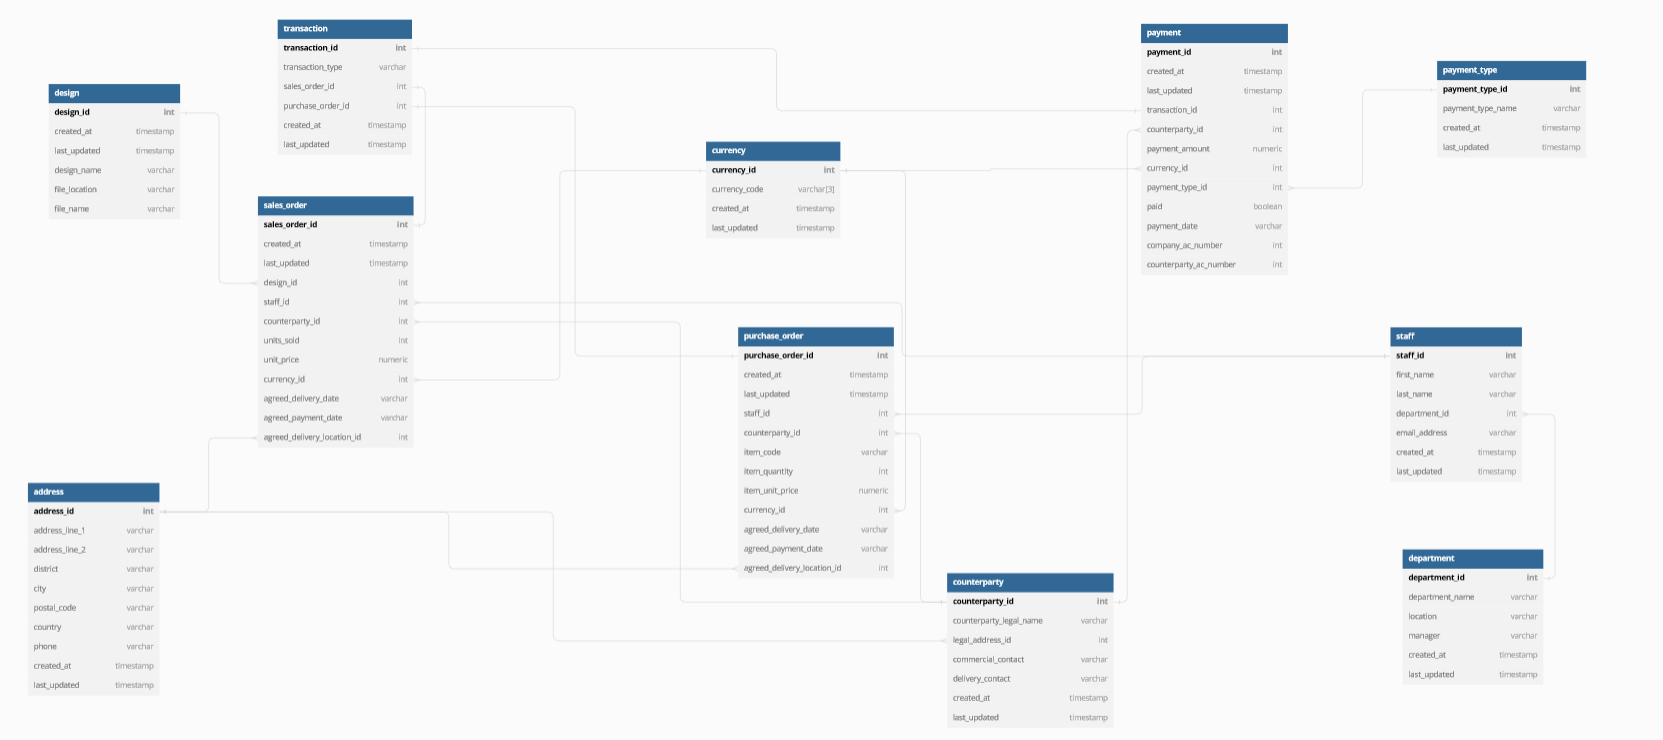 transaction
transaction_id int
transaction_type varchar
sales_order_id int
purchase_order_id int
created_at timestamp
last_updated timestamp
payment
payment_id int
created_at timestamp
last_updated timestamp
transaction_id int
counterparty_id int
payment_amount numeric
currency_id int
payment_type_id int
paid boolean
payment_date varchar
company_ac_number int
counterparty_ac_number int
payment_type
payment_type_id int
payment_type_name varchar
created_at timestamp
last_updated timestamp
design
design_id int
created_at timestamp
last_updated timestamp
design_name varchar
file_location varchar
file_name varchar
currency
currency_id int
currency_code varchar[3]
created_at timestamp
last_updated timestamp
sales_order
sales_order_id int
created_at timestamp
last_updated timestamp
design_id int
staff_id int
counterparty_id int
units_sold int
unit_price numeric
currency_id int
agreed_delivery_date varchar
agreed_payment_date varchar
agreed_delivery_location_id int
purchase_order
purchase_order_id int
created_at timestamp
last_updated timestamp
staff_id int
counterparty_id int
item_code varchar
item_quantity int
item_unit_price numeric
currency_id int
agreed_delivery_date varchar
agreed_payment_date varchar
agreed_delivery_location_id int
staff
staff_id int
first_name varchar
last_name varchar
department_id int
email_address varchar
created_at timestamp
last_updated timestamp
address
address_id int
address_line_1 varchar
address_line_2 varchar
district varchar
city varchar
postal_code varchar
country varchar
phone varchar
created_at timestamp
last_updated timestamp
counterparty
counterparty_id int
counterparty_legal_name varchar
legal_address_id int
commercial_contact varchar
delivery_contact varchar
created_at timestamp
last_updated timestamp
department
department_id int
department_name varchar
location varchar
manager varchar
created_at timestamp
last_updated timestamp